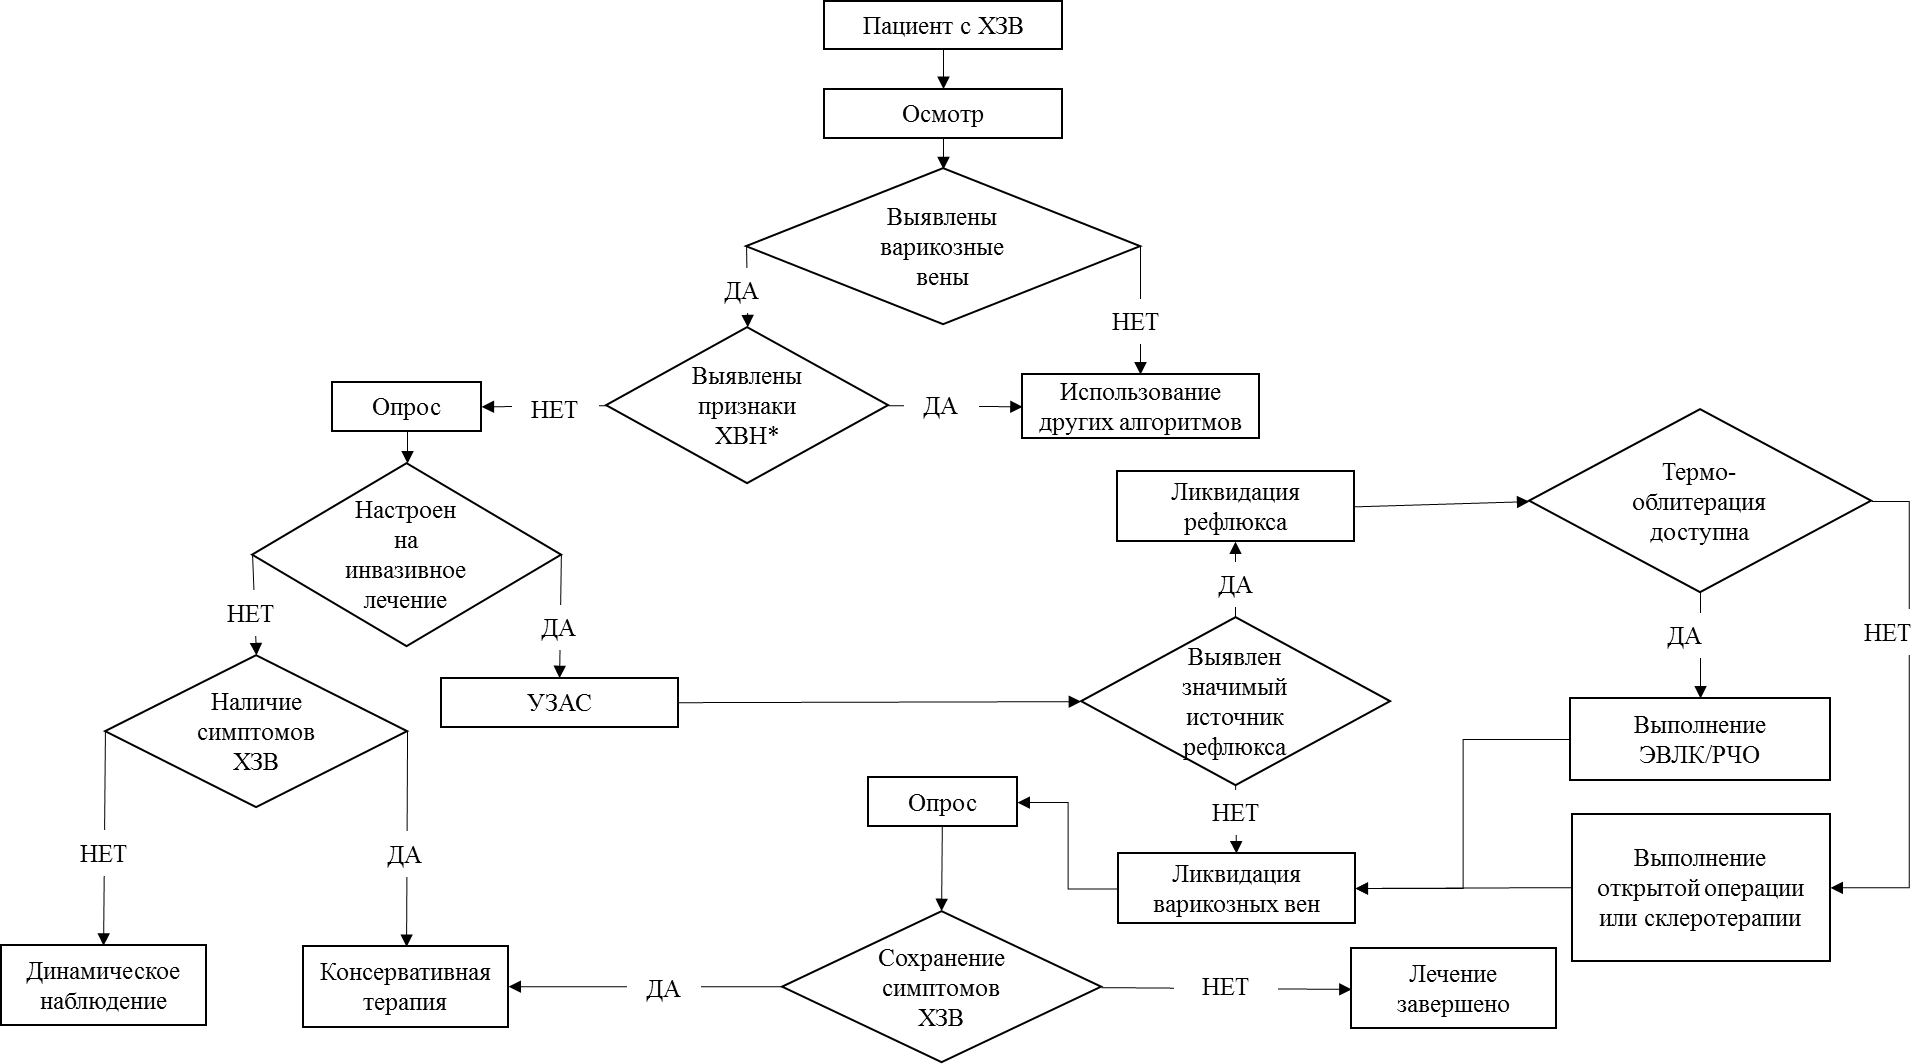 Пациент с ХЗВ
Осмотр
Выявлены
варикозные
вены
ДА
НЕТ
Выявлены
признаки
ХВН*
НЕТ
ДА
Опрос
Использование
других алгоритмов
Настроен
на
инвазивное
лечение
НЕТ
ДА
Ликвидация
рефлюкса
Термо-
облитерация
доступна
ДА
ДА
НЕТ
Наличие
симптомов
ХЗВ
УЗАС
Выявлен
значимый
источник
рефлюкса
Выполнение
ЭВЛК/РЧО
НЕТ
ДА
Опрос
НЕТ
Ликвидация
варикозных вен
Выполнение
открытой операции
или склеротерапии
Динамическое
наблюдение
Консервативная
терапия
ДА
Сохранение
симптомов
ХЗВ
НЕТ
Лечение
завершено